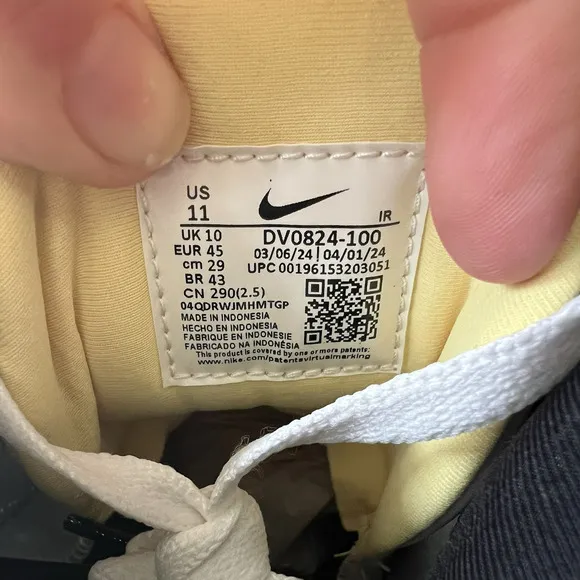 US
11
IR
UK 10
EUR 45
cm 29
BR 43
CN 290(2.5)
DV0824-100
03/06/24 | 04/01/24
UPC 00196153203051
04QDRWJMHMTGP
MADE IN INDONESIA
HECHO EN INDONESIA
FABRIQUE EN INDONESIE
FABRICADO NA INDONÉSIA
This product is covered by one or more patents:
www.nike.com/patentsvirtualmarking